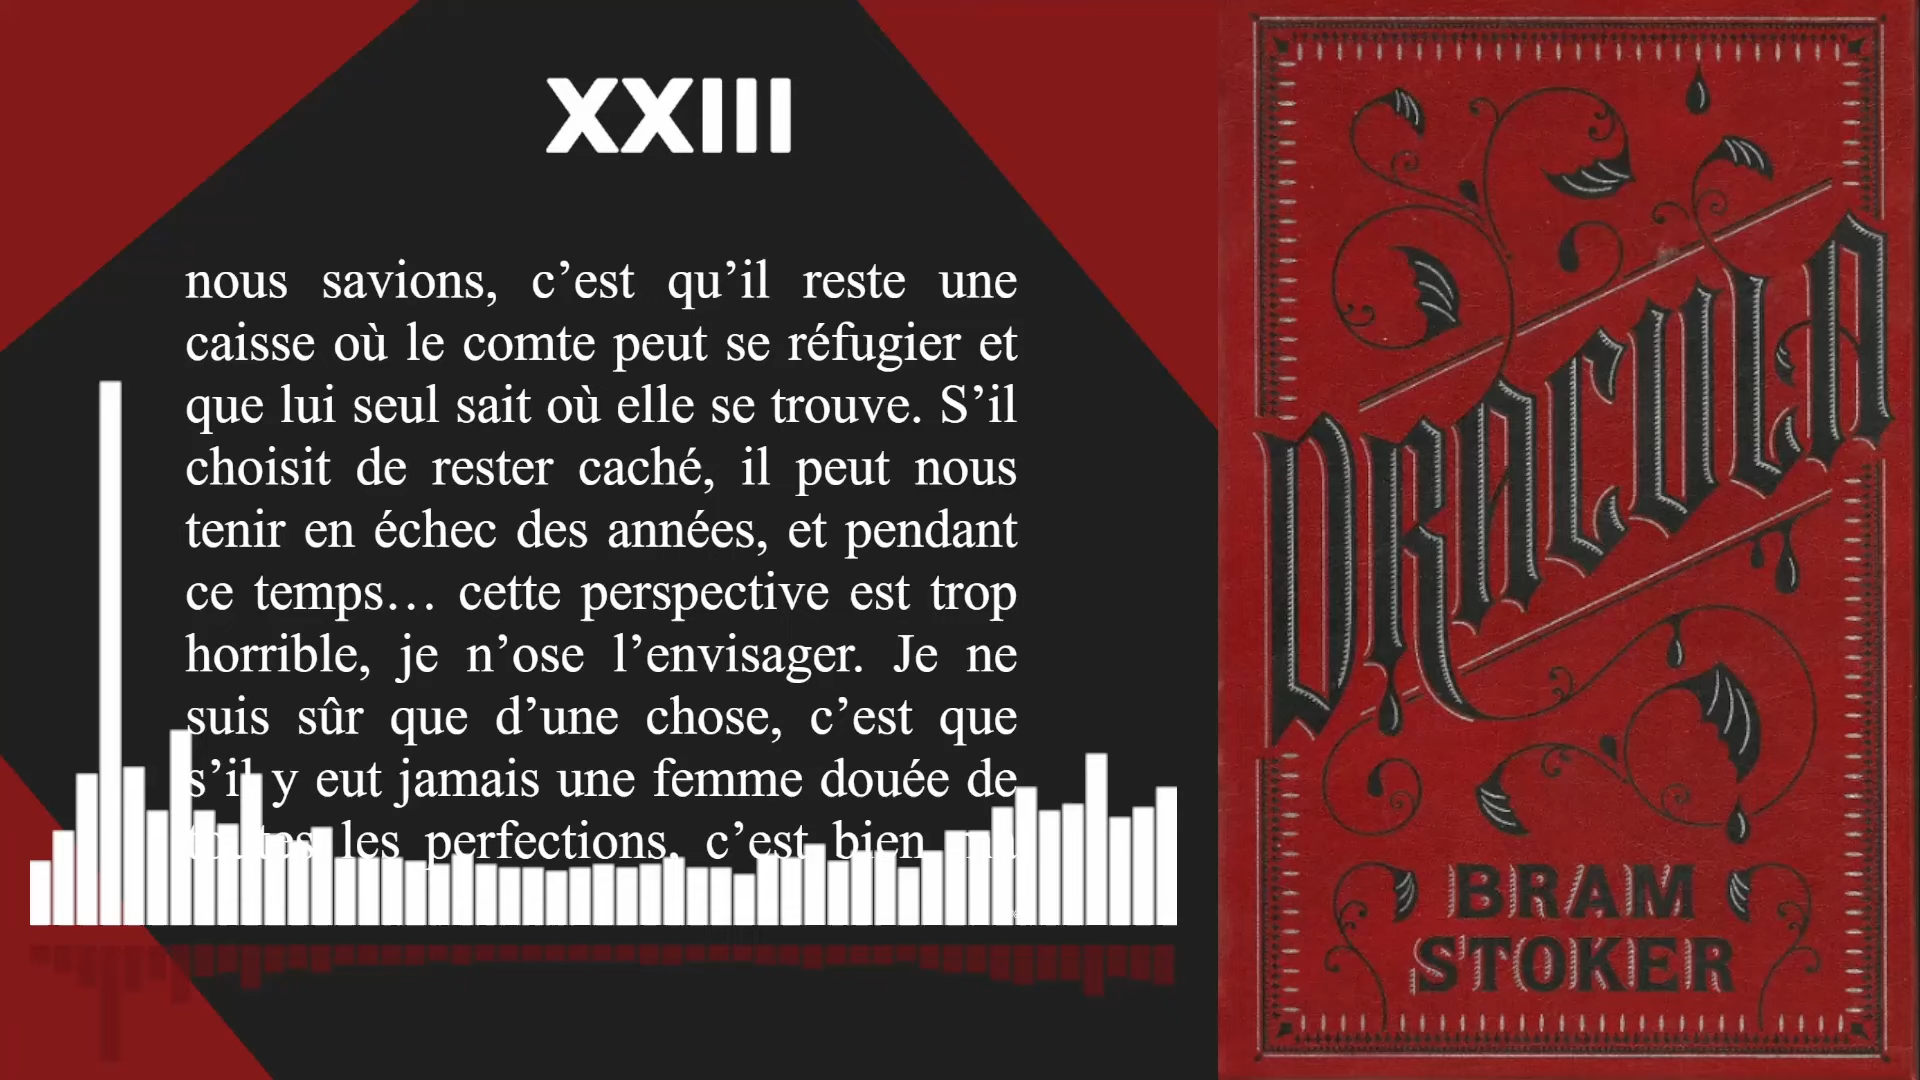 XXIII
nous savions, c’est qu’il reste une
caisse où le comte peut se réfugier et
que lui seul sait où elle se trouve. S’il
choisit de rester caché, il peut nous
tenir en échec des années, et pendant
ce temps… cette perspective est trop
horrible, je n’ose l’envisager. Je ne
suis sûr que d’une chose, c’est que
s’il y eut jamais une femme douée de
toutes les perfections, c’est bien ma
DRACULA
BRAM
STOKER